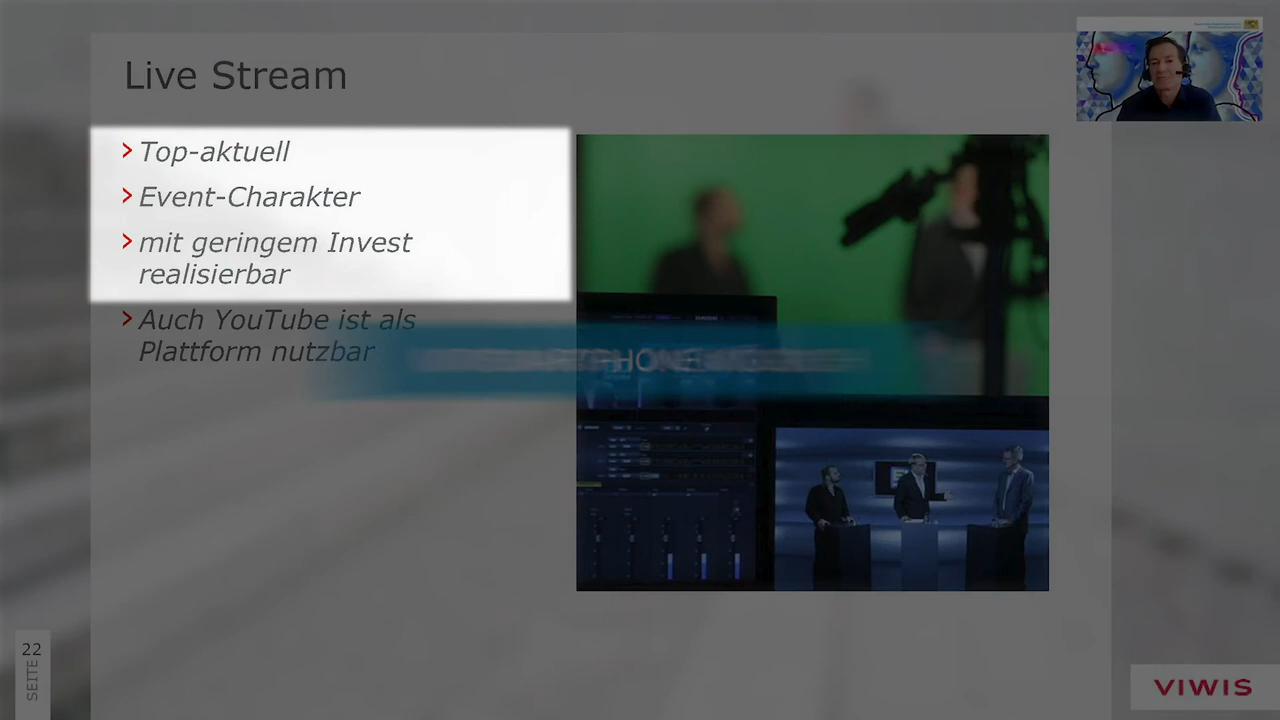 Live Stream
Top-aktuell
Event-Charakter
mit geringem Invest
realisierbar
Auch YouTube ist als
Plattform nutzbar
22
SEITE
VIWIS